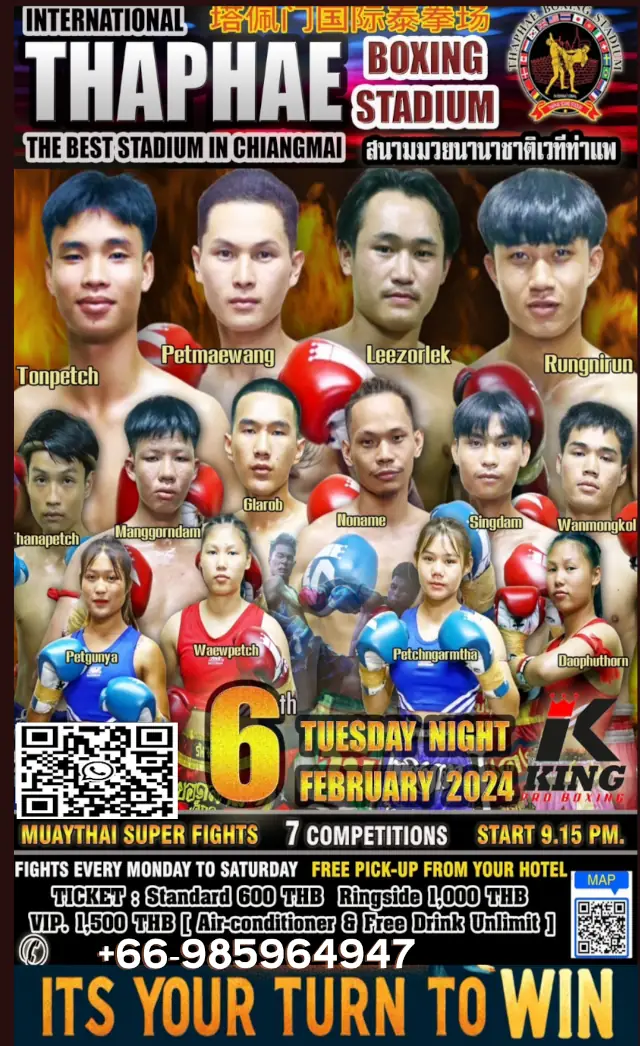 INTERNATIONAL
塔佩门国际泰拳场
THAPHAE
BOXING
STADIUM
THAPHAE BOXING STADIUM
THE BEST STADIUM IN CHIANGMAI
สนามมวยนานาชาติเวทีท่าแพ
Tonpetch
Petmaewang
Leezorlek
Rungnirun
hanapetch
Manggorndam
Glarob
Noname
Singdam
Wanmongkol
Petgunya
Waewpetch
Petchngarmtha
Daophuthorn
6th
TUESDAY NIGHT
FEBRUARY 2024
K
KING
PRO BOXING
MUAYTHAI SUPER FIGHTS 7 COMPETITIONS START 9.15 PM.
FIGHTS EVERY MONDAY TO SATURDAY FREE PICK-UP FROM YOUR HOTEL
MAP
TICKET : Standard 600 THB Ringside 1,000 THB
VIP. 1,500 THB [ Air-conditioner & Free Drink Unlimit ]
+66-985964947
ITS YOUR TURN TO WIN